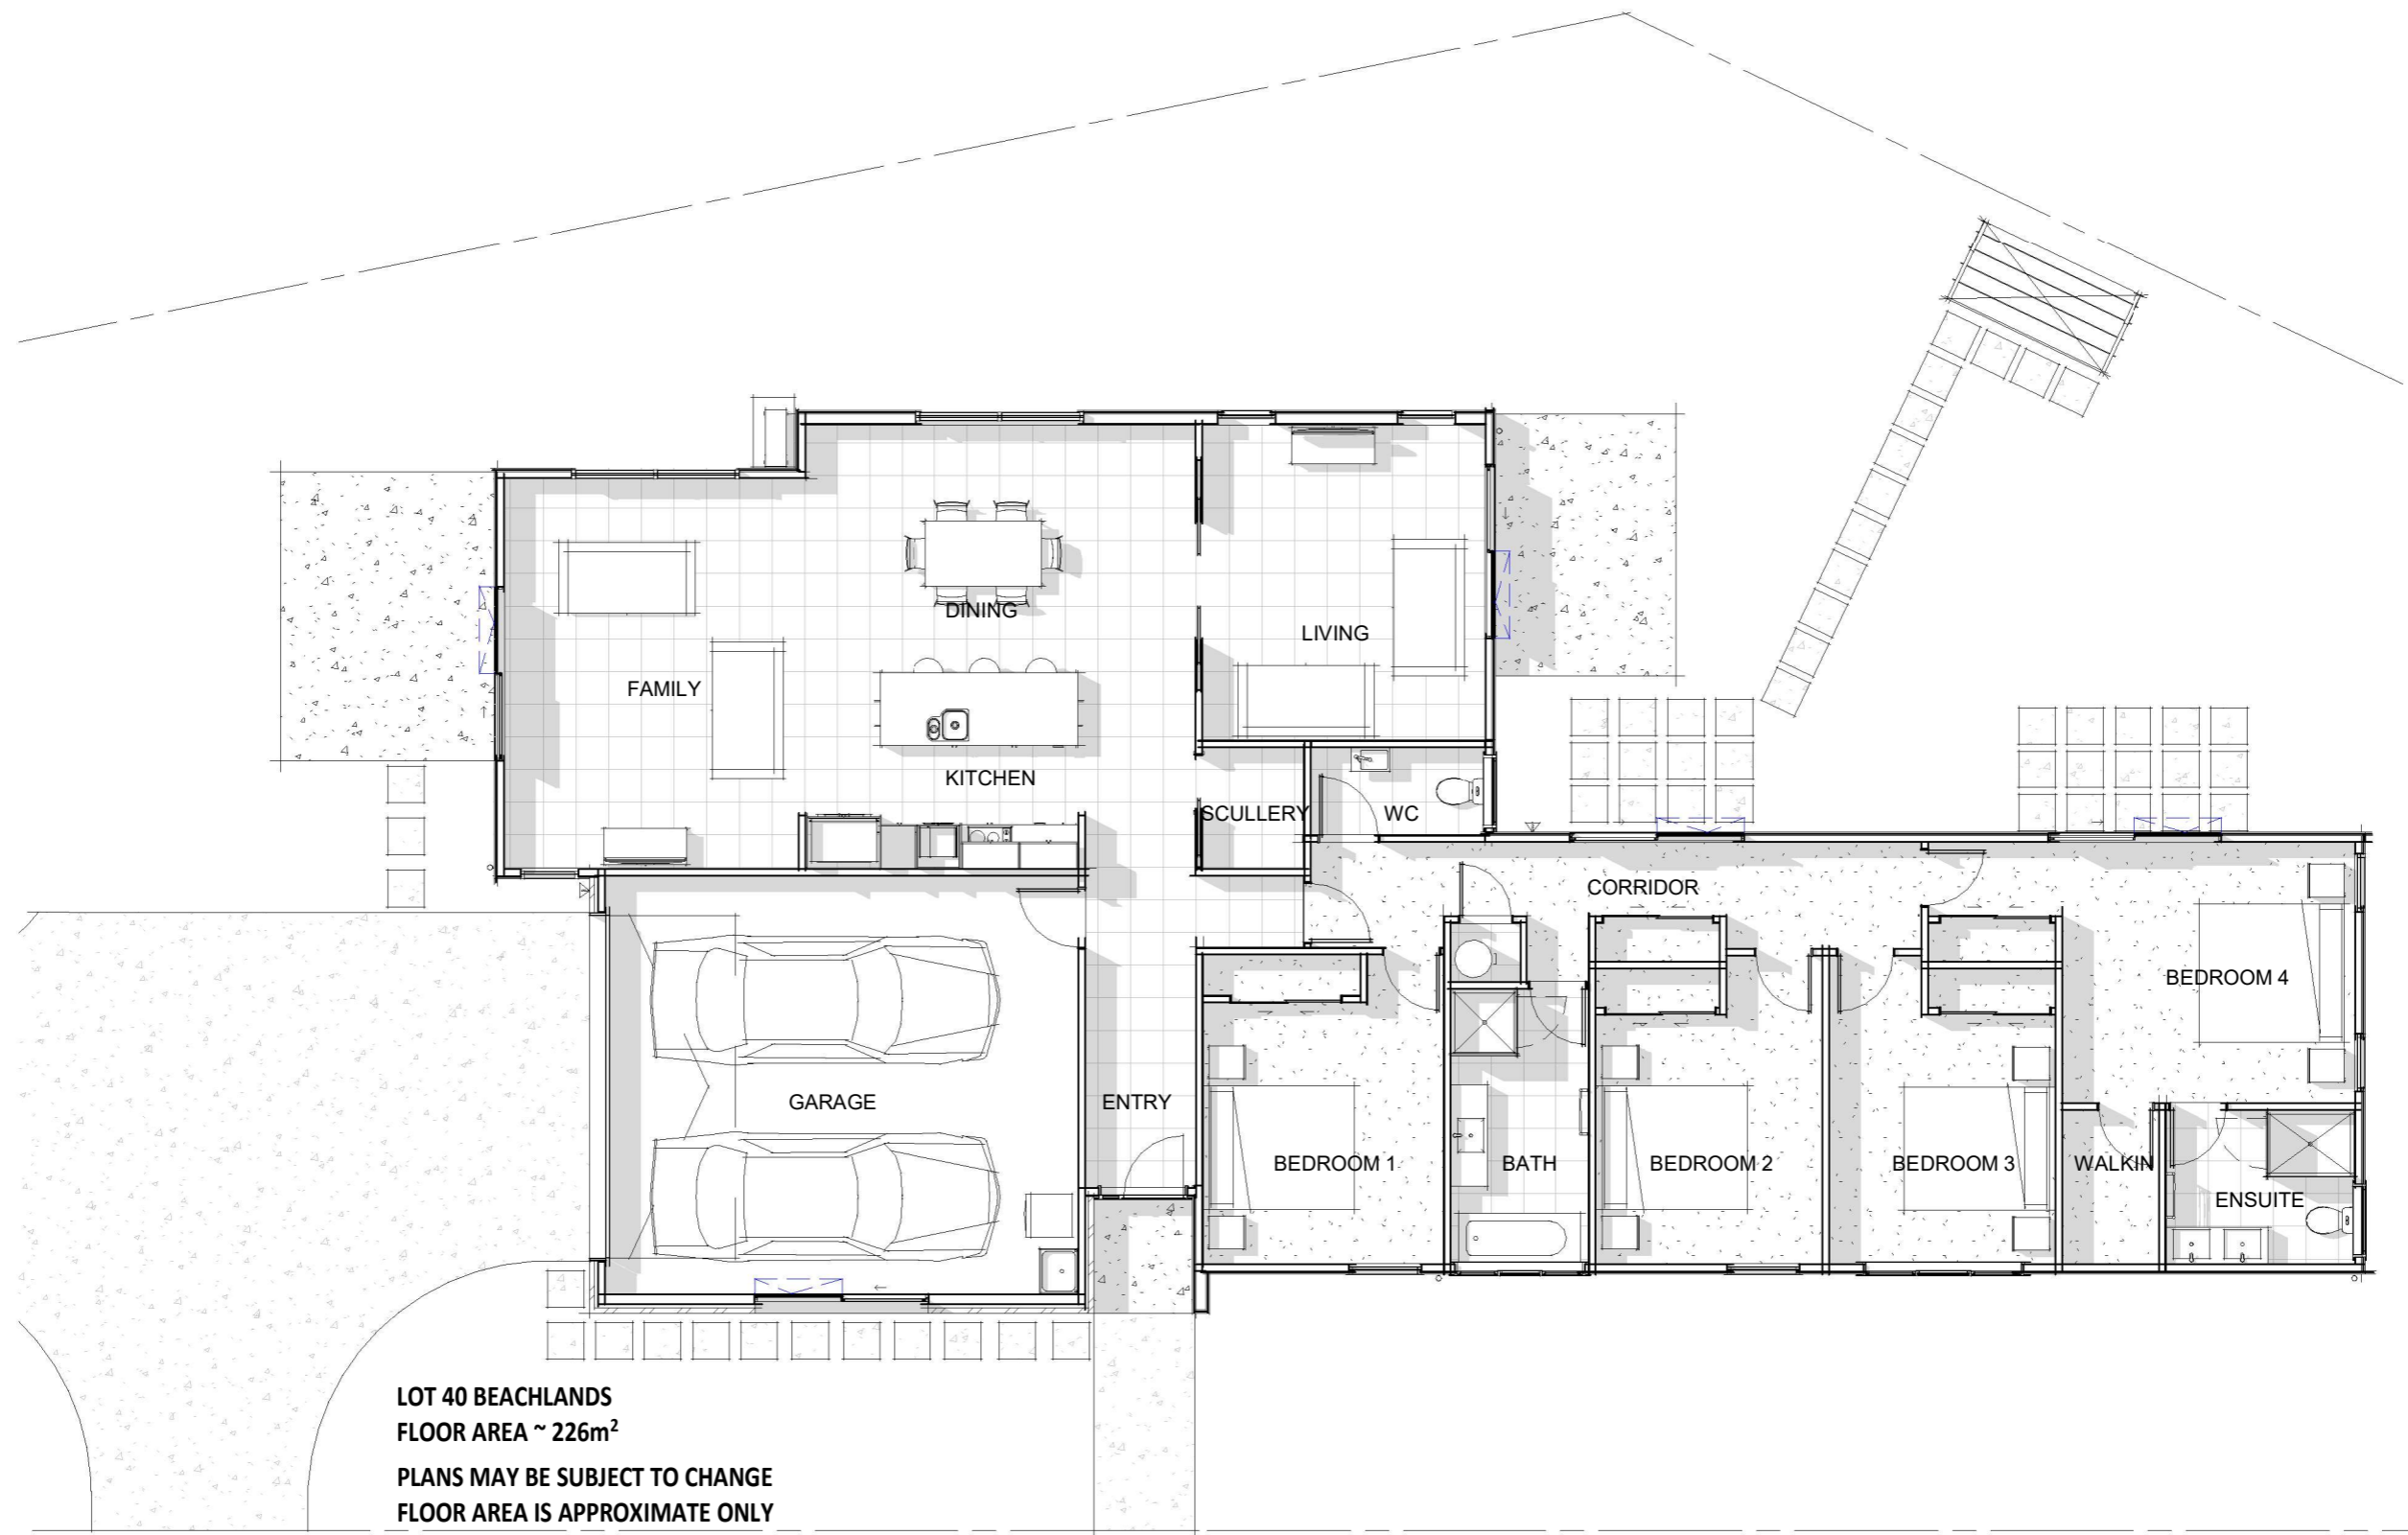 DINING
LIVING
FAMILY
KITCHEN
SCULLERY
WC
CORRIDOR
BEDROOM 4
GARAGE
ENTRY
BEDROOM 1
BATH
BEDROOM 2
BEDROOM 3
WALKIN
ENSUITE
LOT 40 BEACHLANDS
FLOOR AREA ~ 226m²
PLANS MAY BE SUBJECT TO CHANGE
FLOOR AREA IS APPROXIMATE ONLY